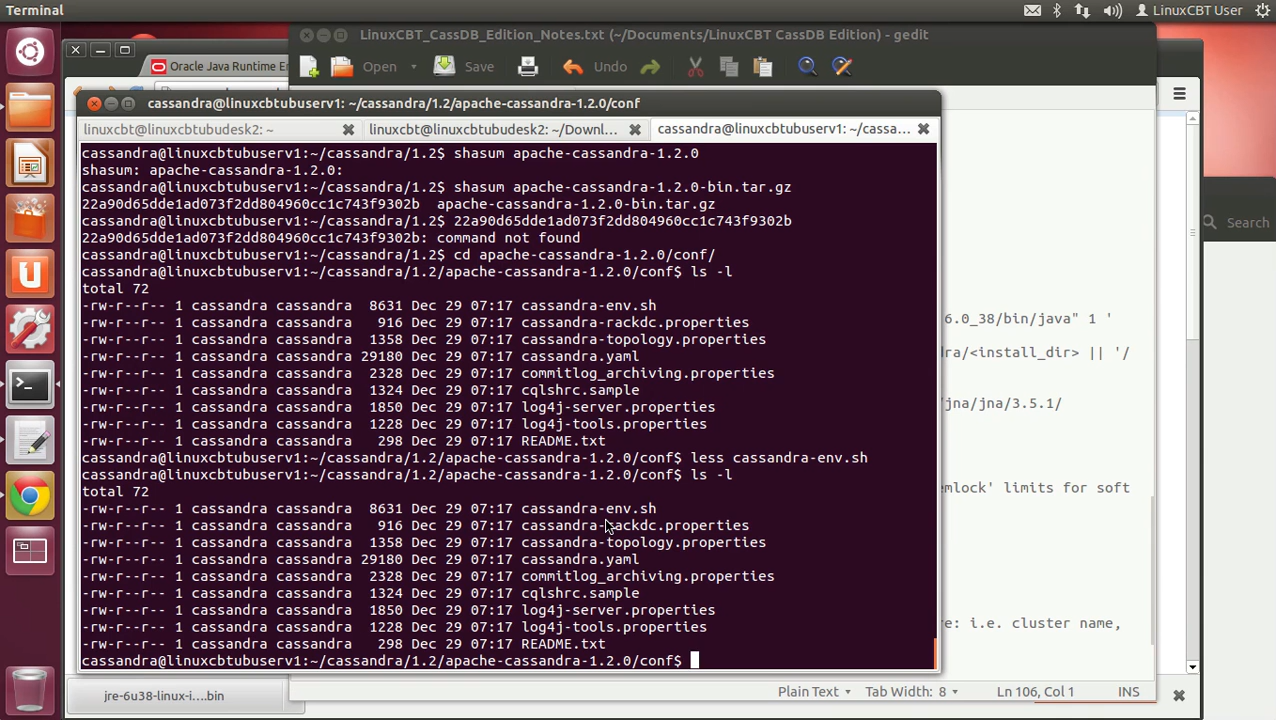 Terminal
LinuxCBT User
LinuxCBT_CassDB_Edition_Notes.txt (~/Documents/LinuxCBT CassDB Edition) - gedit
Oracle Java Runtime En
Open
Save
Undo
cassandra@linuxcbtubuserv1: ~/cassandra/1.2/apache-cassandra-1.2.0/conf
linuxcbt@linuxcbtubudesk2: ~
linuxcbt@linuxcbtubudesk2: ~/Downl...
cassandra@linuxcbtubuserv1: ~/cassa...
cassandra@linuxcbtubuserv1:~/cassandra/1.2$ shasum apache-cassandra-1.2.0
shasum: apache-cassandra-1.2.0:
cassandra@linuxcbtubuserv1:~/cassandra/1.2$ shasum apache-cassandra-1.2.0-bin.tar.gz
22a90d65dde1ad073f2dd804960cc1c743f9302b  apache-cassandra-1.2.0-bin.tar.gz
cassandra@linuxcbtubuserv1:~/cassandra/1.2$ 22a90d65dde1ad073f2dd804960cc1c743f9302b
22a90d65dde1ad073f2dd804960cc1c743f9302b: command not found
cassandra@linuxcbtubuserv1:~/cassandra/1.2$ cd apache-cassandra-1.2.0/conf/
cassandra@linuxcbtubuserv1:~/cassandra/1.2/apache-cassandra-1.2.0/conf$ ls -l
total 72
-rw-r--r-- 1 cassandra cassandra  8631 Dec 29 07:17 cassandra-env.sh
-rw-r--r-- 1 cassandra cassandra   916 Dec 29 07:17 cassandra-rackdc.properties
-rw-r--r-- 1 cassandra cassandra  1358 Dec 29 07:17 cassandra-topology.properties
-rw-r--r-- 1 cassandra cassandra 29180 Dec 29 07:17 cassandra.yaml
-rw-r--r-- 1 cassandra cassandra  2328 Dec 29 07:17 commitlog_archiving.properties
-rw-r--r-- 1 cassandra cassandra  1324 Dec 29 07:17 cqlshrc.sample
-rw-r--r-- 1 cassandra cassandra  1850 Dec 29 07:17 log4j-server.properties
-rw-r--r-- 1 cassandra cassandra  1228 Dec 29 07:17 log4j-tools.properties
-rw-r--r-- 1 cassandra cassandra   298 Dec 29 07:17 README.txt
cassandra@linuxcbtubuserv1:~/cassandra/1.2/apache-cassandra-1.2.0/conf$ less cassandra-env.sh
cassandra@linuxcbtubuserv1:~/cassandra/1.2/apache-cassandra-1.2.0/conf$ ls -l
total 72
-rw-r--r-- 1 cassandra cassandra  8631 Dec 29 07:17 cassandra-env.sh
-rw-r--r-- 1 cassandra cassandra   916 Dec 29 07:17 cassandra-rackdc.properties
-rw-r--r-- 1 cassandra cassandra  1358 Dec 29 07:17 cassandra-topology.properties
-rw-r--r-- 1 cassandra cassandra 29180 Dec 29 07:17 cassandra.yaml
-rw-r--r-- 1 cassandra cassandra  2328 Dec 29 07:17 commitlog_archiving.properties
-rw-r--r-- 1 cassandra cassandra  1324 Dec 29 07:17 cqlshrc.sample
-rw-r--r-- 1 cassandra cassandra  1850 Dec 29 07:17 log4j-server.properties
-rw-r--r-- 1 cassandra cassandra  1228 Dec 29 07:17 log4j-tools.properties
-rw-r--r-- 1 cassandra cassandra   298 Dec 29 07:17 README.txt
cassandra@linuxcbtubuserv1:~/cassandra/1.2/apache-cassandra-1.2.0/conf$
6.0_38/bin/java" 1 '
dra/<install_dir> || '/
/jna/jna/3.5.1/
emlock' limits for soft
re: i.e. cluster name,
Search
jre-6u38-linux-i....bin
Plain Text
Tab Width: 8
Ln 106, Col 1
INS